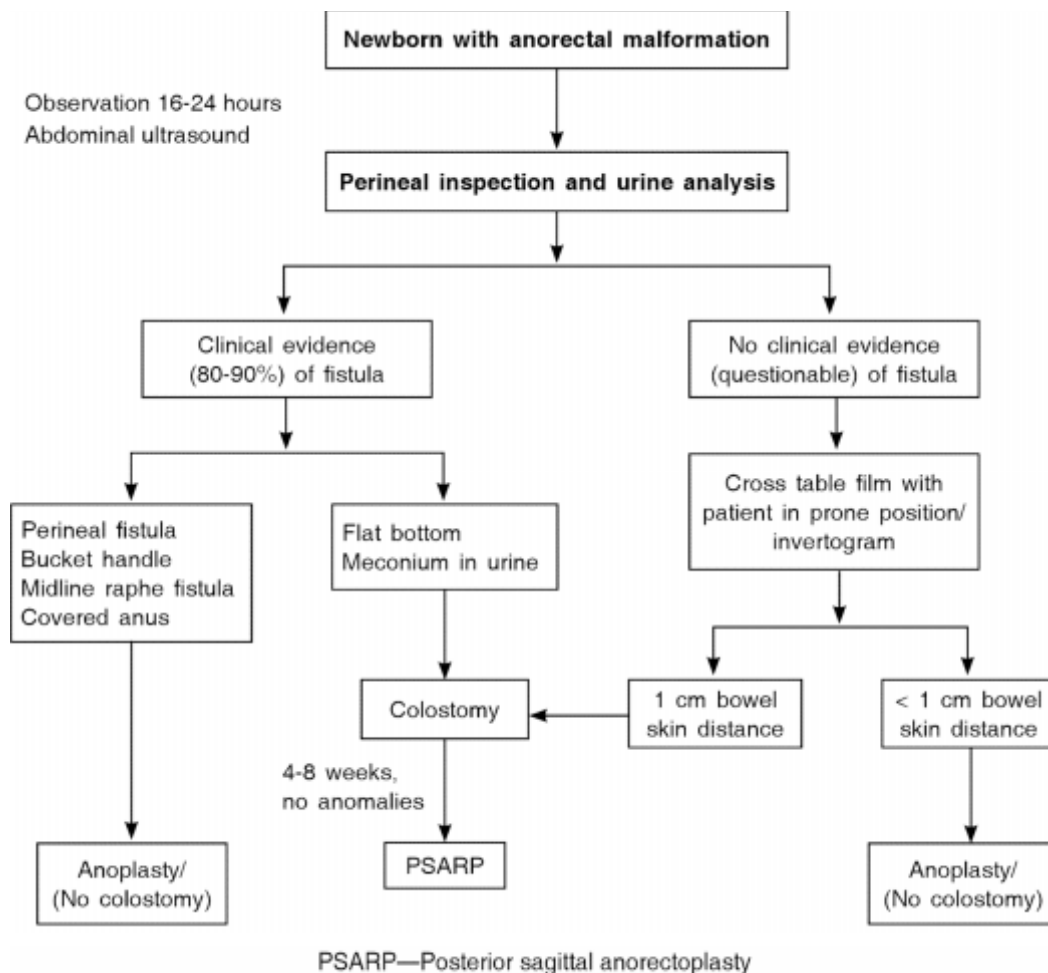 Newborn with anorectal malformation
Observation 16-24 hours
Abdominal ultrasound
Perineal inspection and urine analysis
Clinical evidence
(80-90%) of fistula
No clinical evidence
(questionable) of fistula
Perineal fistula
Bucket handle
Midline raphe fistula
Covered anus
Flat bottom
Meconium in urine
Cross table film with
patient in prone position/
invertogram
Colostomy
1 cm bowel
skin distance
< 1 cm bowel
skin distance
4-8 weeks,
no anomalies
Anoplasty/
(No colostomy)
PSARP
Anoplasty/
(No colostomy)
PSARP—Posterior sagittal anorectoplasty